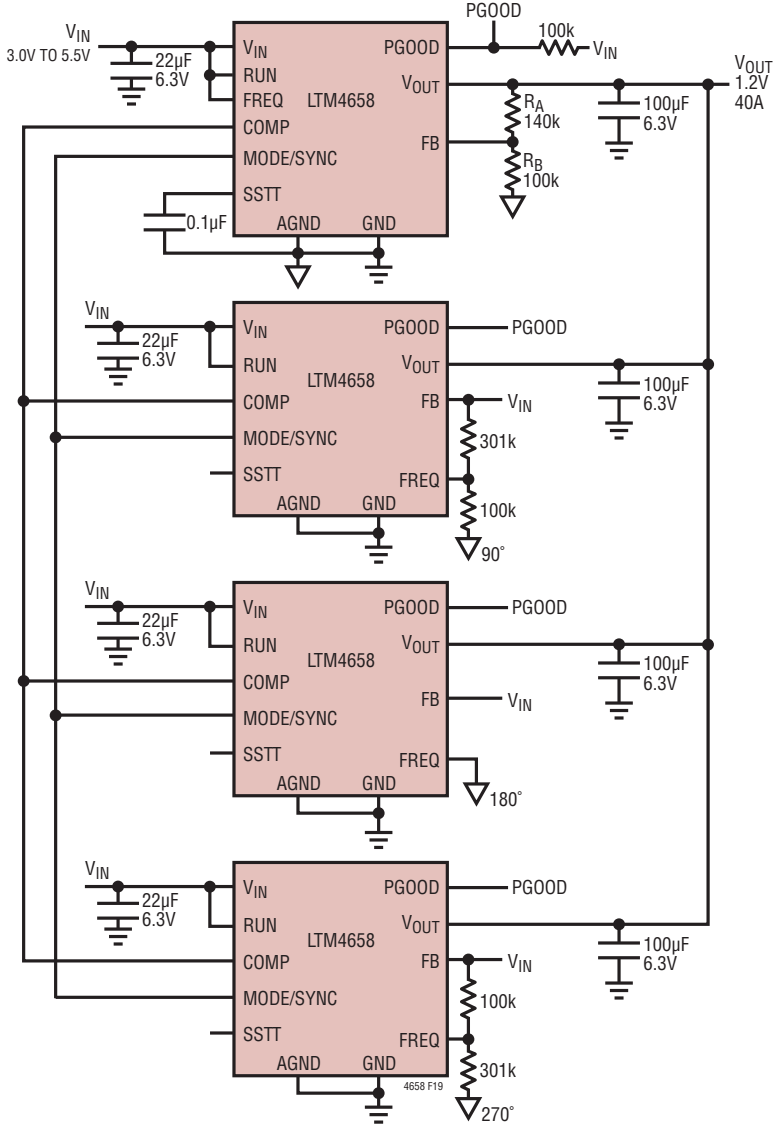 PGOOD
VIN
3.0V TO 5.5V
22µF
6.3V
VIN
RUN
FREQ
COMP
MODE/SYNC
SSTT
0.1µF
LTM4658
AGND GND
PGOOD
VOUT
FB
100k
VIN
RA
140k
RB
100k
100µF
6.3V
VOUT
1.2V
40A
VIN
22µF
6.3V
VIN
RUN
COMP
MODE/SYNC
SSTT
LTM4658
AGND GND
PGOOD
VOUT
FB
FREQ
PGOOD
VIN
301k
100k
90°
100µF
6.3V
VIN
22µF
6.3V
VIN
RUN
COMP
MODE/SYNC
SSTT
LTM4658
AGND GND
PGOOD
VOUT
FB
FREQ
PGOOD
VIN
180°
100µF
6.3V
VIN
22µF
6.3V
VIN
RUN
COMP
MODE/SYNC
SSTT
LTM4658
AGND GND
PGOOD
VOUT
FB
FREQ
PGOOD
VIN
100k
301k
270°
100µF
6.3V
4658 F19